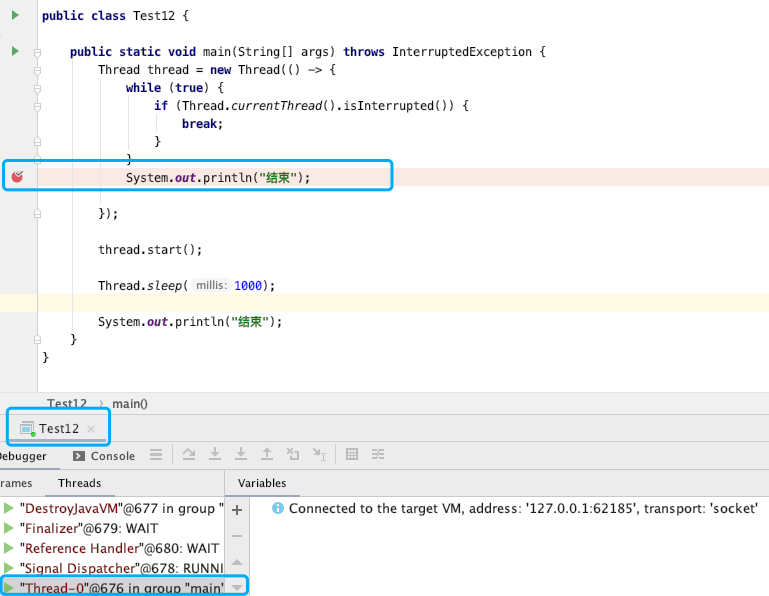 public class Test12 {
public static void main(String[] args) throws InterruptedException {
Thread thread = new Thread(() -> {
while (true) {
if (Thread.currentThread().isInterrupted()) {
break;
}
}
System.out.println("结束");
});
thread.start();
Thread.sleep( millis: 1000);
System.out.println("结束");
}
}
Test12 › main()
Test12 ×
Debugger Console
rames Threads Variables
"DestroyJavaVM"@677 in group "
"Finalizer"@679: WAIT
"Reference Handler"@680: WAIT
"Signal Dispatcher"@678: RUNNI
"Thread-0"@676 in group "main"
Connected to the target VM, address: '127.0.0.1:62185', transport: 'socket'